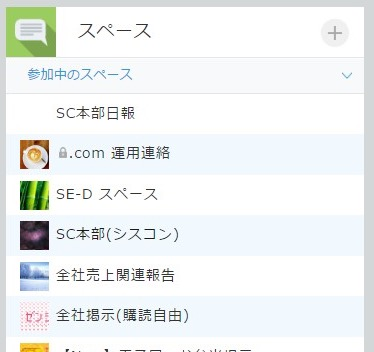 スペース
参加中のスペース
SC本部日報
.com 運用連絡
SE-D スペース
SC本部(シスコン)
全社売上関連報告
全社掲示(購読自由)